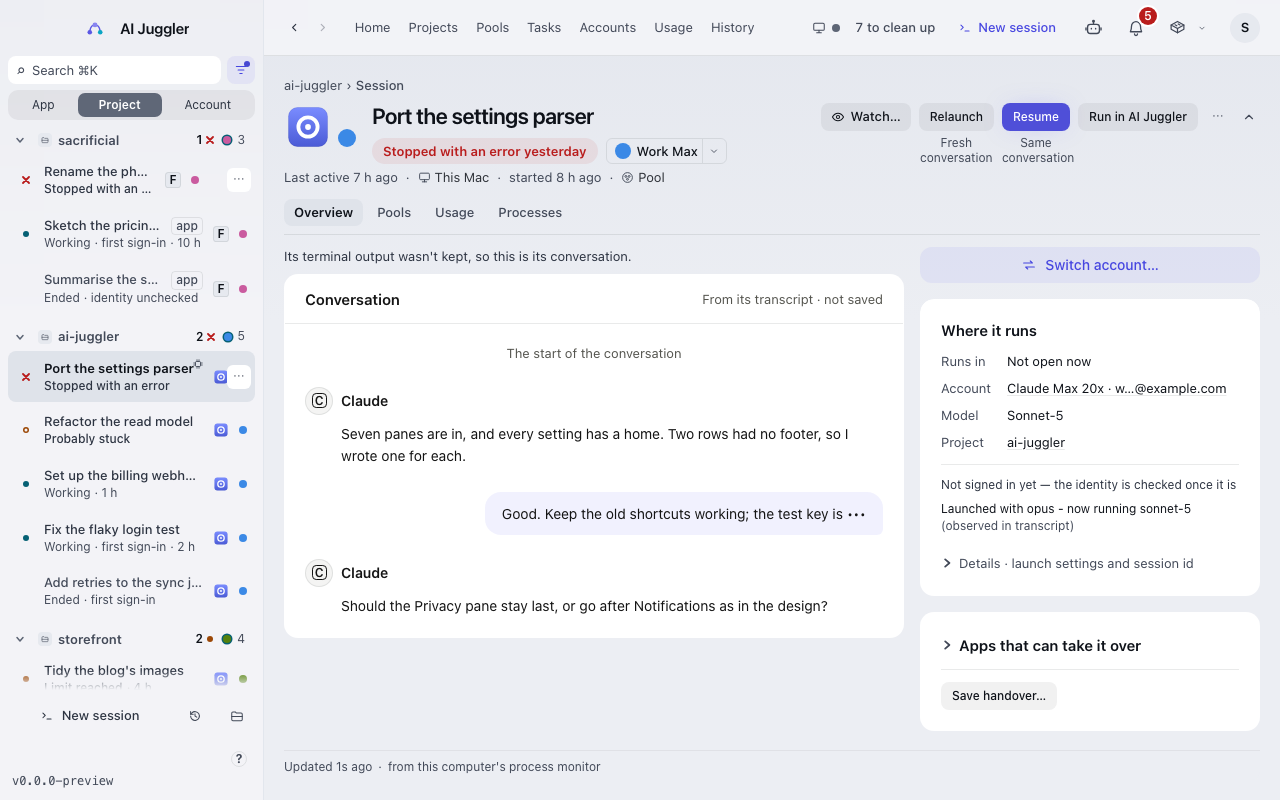 AI Juggler
Search ⌘K
App Project Account
sacrificial 1 3
Rename the ph... F
Stopped with an ...
Sketch the pricin... app F
Working · first sign-in · 10 h
Summarise the s... app F
Ended · identity unchecked
ai-juggler 2 5
Port the settings parser
Stopped with an error
Refactor the read model
Probably stuck
Set up the billing webh...
Working · 1 h
Fix the flaky login test
Working · first sign-in · 2 h
Add retries to the sync j...
Ended · first sign-in
storefront 2 4
Tidy the blog's images
Limit reached · 4 h
New session
?
v0.0.0-preview
Home Projects Pools Tasks Accounts Usage History
7 to clean up
New session
5
S
ai-juggler › Session
Port the settings parser
Stopped with an error yesterday
Work Max
Watch...
Relaunch
Fresh
conversation
Resume
Same
conversation
Run in AI Juggler
Last active 7 h ago · This Mac · started 8 h ago · Pool
Overview Pools Usage Processes
Its terminal output wasn't kept, so this is its conversation.
Conversation From its transcript · not saved
The start of the conversation
C Claude
Seven panes are in, and every setting has a home. Two rows had no footer, so I
wrote one for each.
Good. Keep the old shortcuts working; the test key is •••
C Claude
Should the Privacy pane stay last, or go after Notifications as in the design?
Switch account...
Where it runs
Runs in Not open now
Account Claude Max 20x · w...@example.com
Model Sonnet-5
Project ai-juggler
Not signed in yet — the identity is checked once it is
Launched with opus - now running sonnet-5
(observed in transcript)
Details · launch settings and session id
Apps that can take it over
Save handover...
Updated 1s ago · from this computer's process monitor